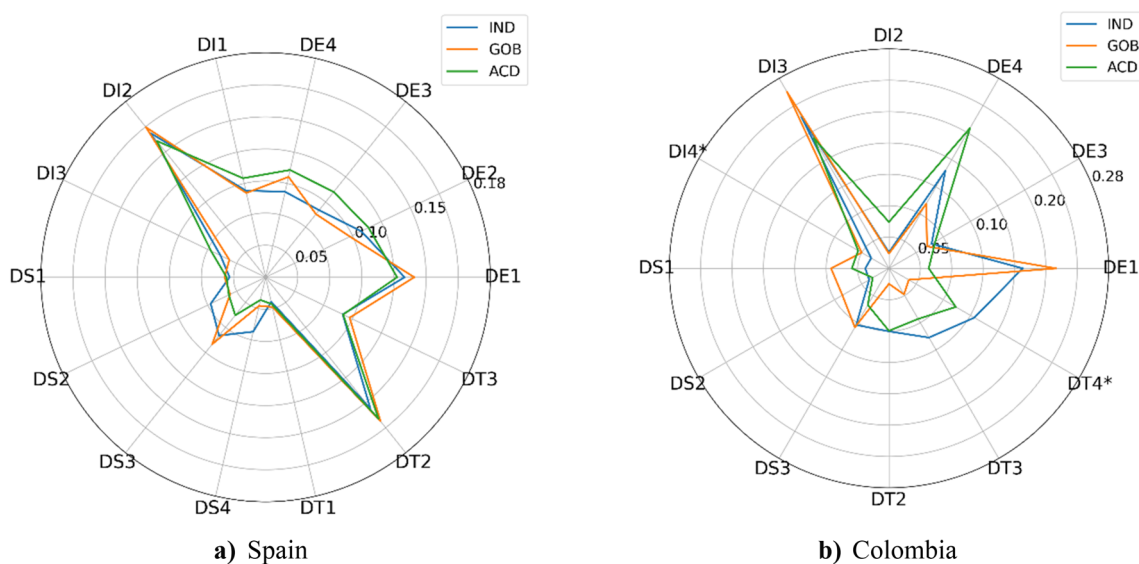 IND
GOB
ACD
DI1
DE4
DI2
DE3
DI3
DE2
0.18
0.15
0.10
0.05
DS1
DE1
DS2
DT3
DS3
DT2
DS4
DT1
a) Spain
IND
GOB
ACD
DI2
DI3
DE4
DI4*
DE3
0.28
0.20
0.10
0.05
DS1
DE1
DS2
DT4*
DS3
DT3
DT2
b) Colombia